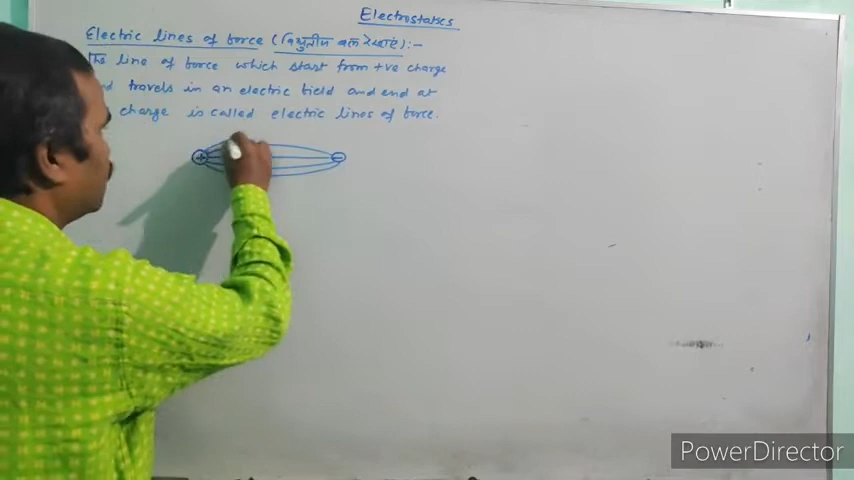 Electrostatics
Electric lines of force (विद्युतीय बल रेखाएं) :-
The line of force which start from +ve charge
travels in an electric field and end at
charge is called electric lines of force.
+ -
PowerDirector